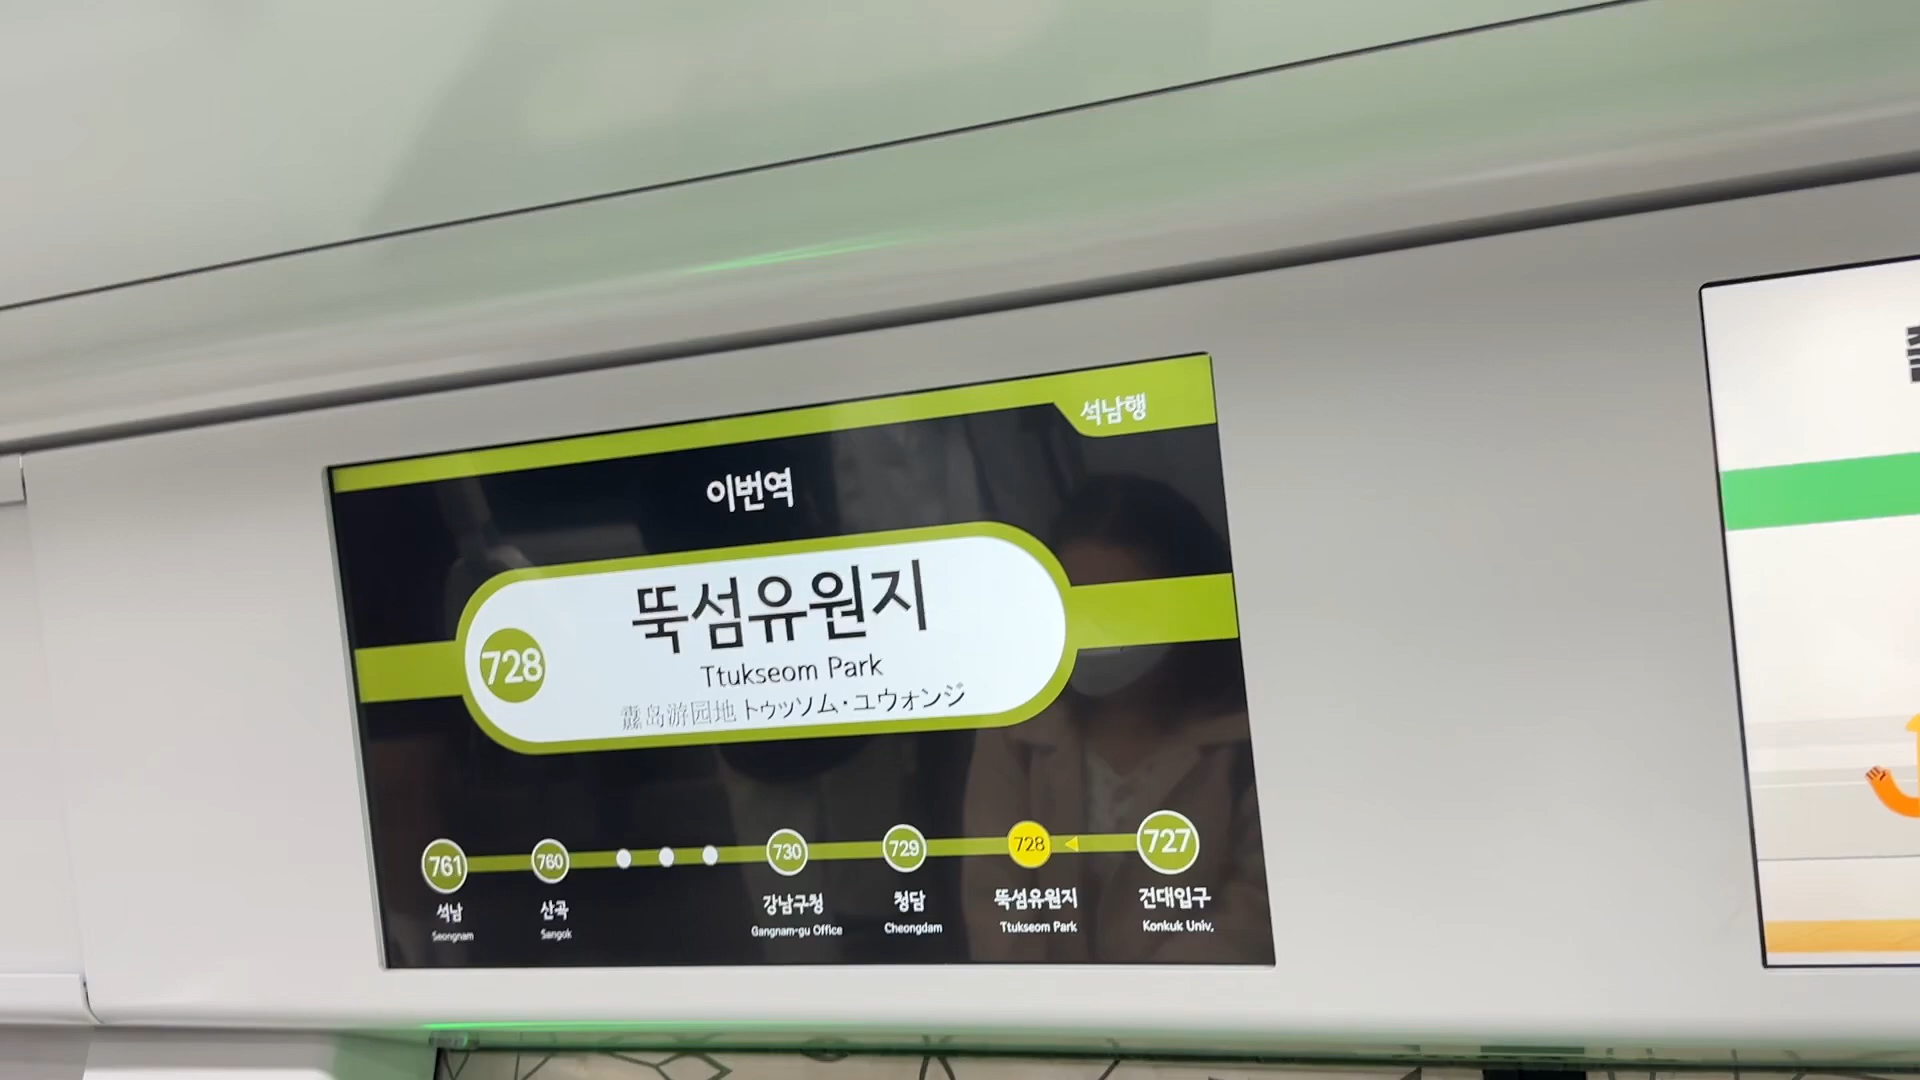 석남행
이번역
728
뚝섬유원지
Ttukseom Park
纛岛游园地 トゥッソム・ユウォンジ
761 760 730 729 728 727
석남 산곡 강남구청 청담 뚝섬유원지 건대입구
Seongnam Sangok Gangnam-gu Office Cheongdam Ttukseom Park Konkuk Univ.